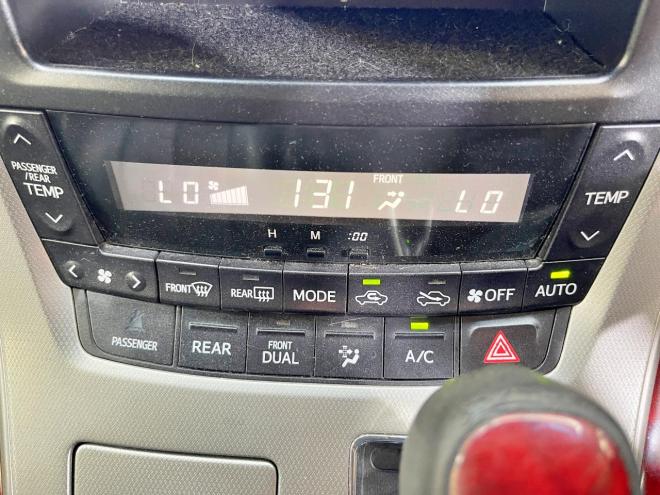 PASSENGER
/REAR
TEMP
FRONT
LO 131 LO
TEMP
H M :00
FRONT REAR MODE OFF AUTO
PASSENGER REAR FRONT
DUAL A/C